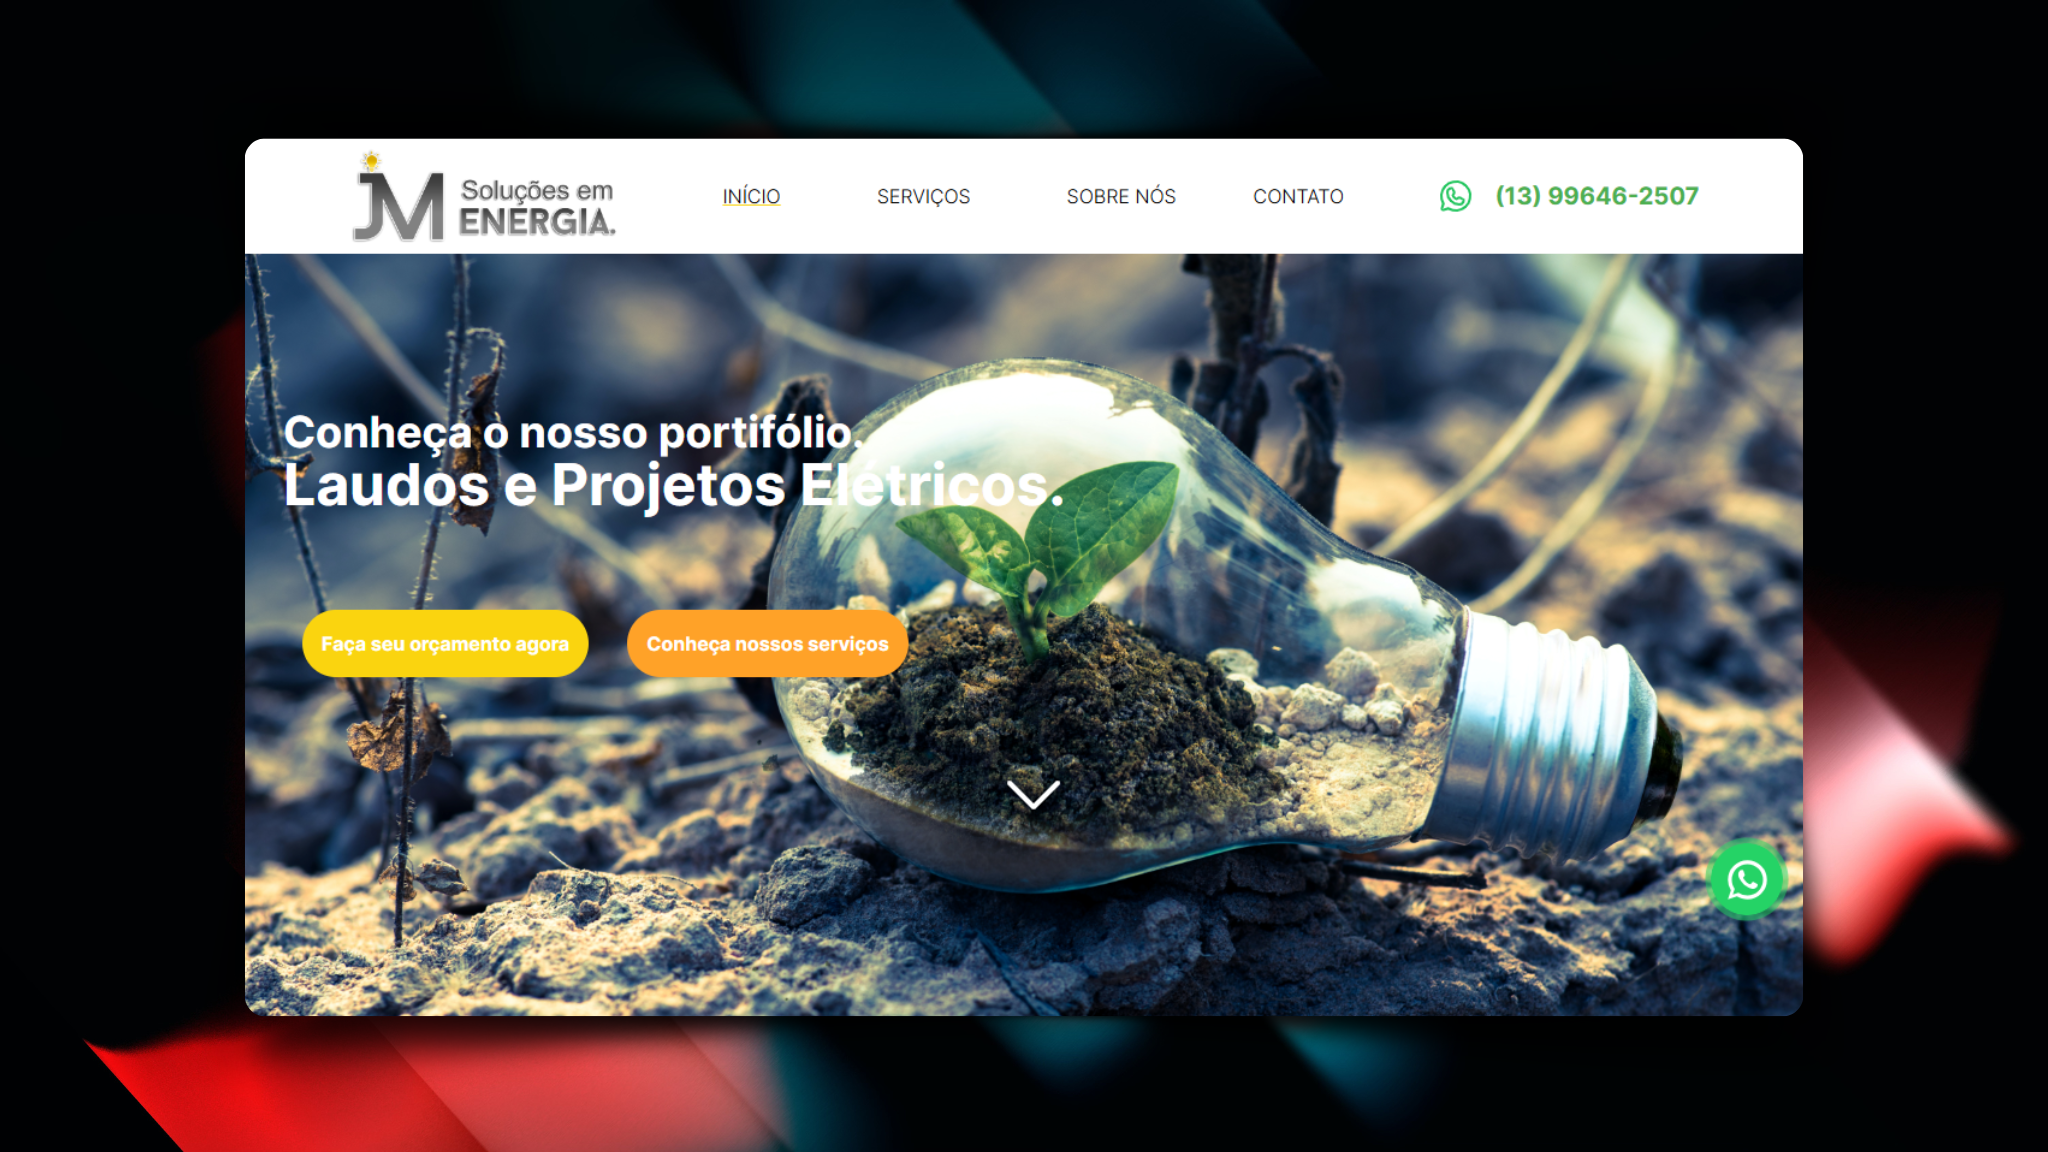 JM Soluções em
ENERGIA.
INÍCIO
SERVIÇOS
SOBRE NÓS
CONTATO
(13) 99646-2507
Conheça o nosso portifólio.
Laudos e Projetos Elétricos.
Faça seu orçamento agora
Conheça nossos serviços